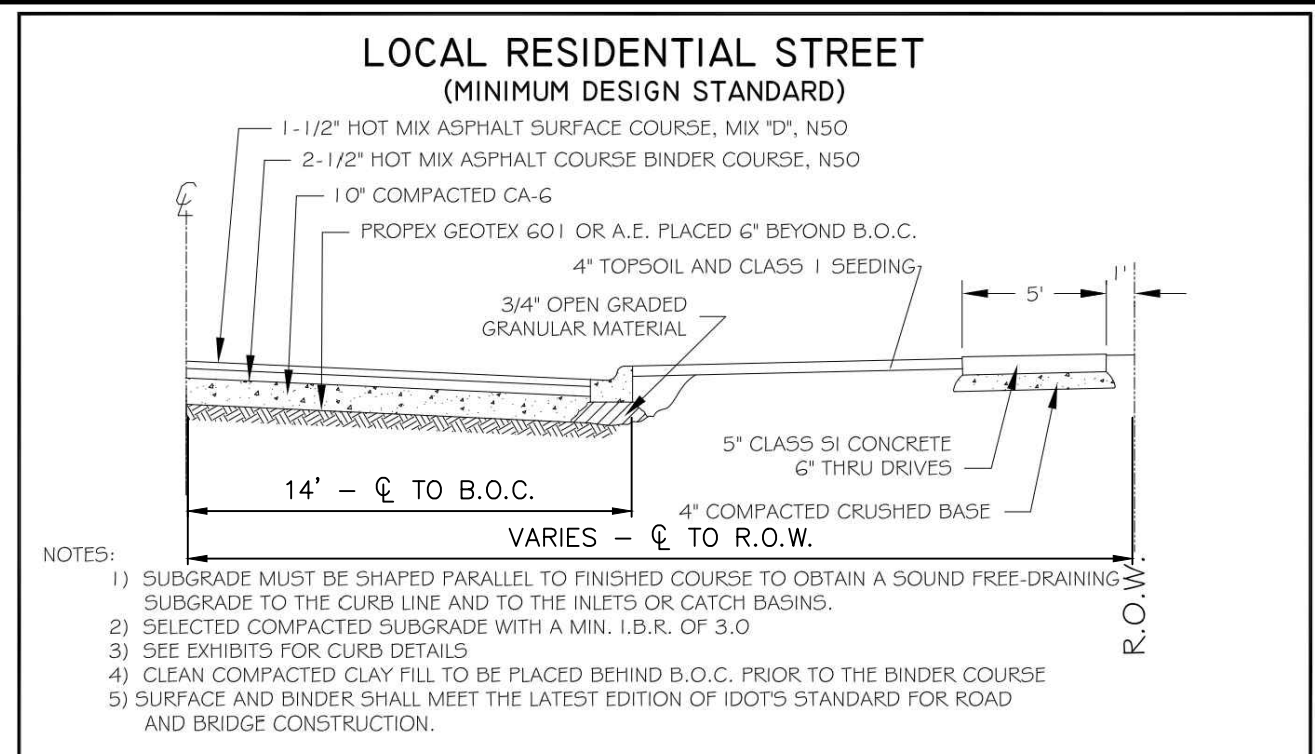 LOCAL RESIDENTIAL STREET
(MINIMUM DESIGN STANDARD)
1-1/2" HOT MIX ASPHALT SURFACE COURSE, MIX "D", N50
2-1/2" HOT MIX ASPHALT COURSE BINDER COURSE, N50
℄
10" COMPACTED CA-6
PROPEX GEOTEX 601 OR A.E. PLACED 6" BEYOND B.O.C.
4" TOPSOIL AND CLASS 1 SEEDING
1'
5'
3/4" OPEN GRADED
GRANULAR MATERIAL
5" CLASS SI CONCRETE
6" THRU DRIVES
14' - ℄ TO B.O.C.
4" COMPACTED CRUSHED BASE
VARIES - ℄ TO R.O.W.
R.O.W.
NOTES:
1) SUBGRADE MUST BE SHAPED PARALLEL TO FINISHED COURSE TO OBTAIN A SOUND FREE-DRAINING
SUBGRADE TO THE CURB LINE AND TO THE INLETS OR CATCH BASINS.
2) SELECTED COMPACTED SUBGRADE WITH A MIN. I.B.R. OF 3.0
3) SEE EXHIBITS FOR CURB DETAILS
4) CLEAN COMPACTED CLAY FILL TO BE PLACED BEHIND B.O.C. PRIOR TO THE BINDER COURSE
5) SURFACE AND BINDER SHALL MEET THE LATEST EDITION OF IDOT'S STANDARD FOR ROAD
AND BRIDGE CONSTRUCTION.